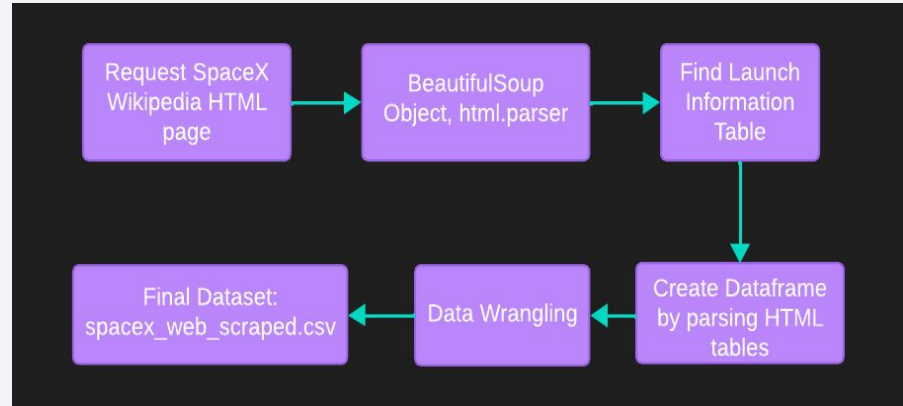 Request SpaceX
Wikipedia HTML
page
BeautifulSoup
Object, html.parser
Find Launch
Information
Table
Create Dataframe
by parsing HTML
tables
Data Wrangling
Final Dataset:
spacex_web_scraped.csv